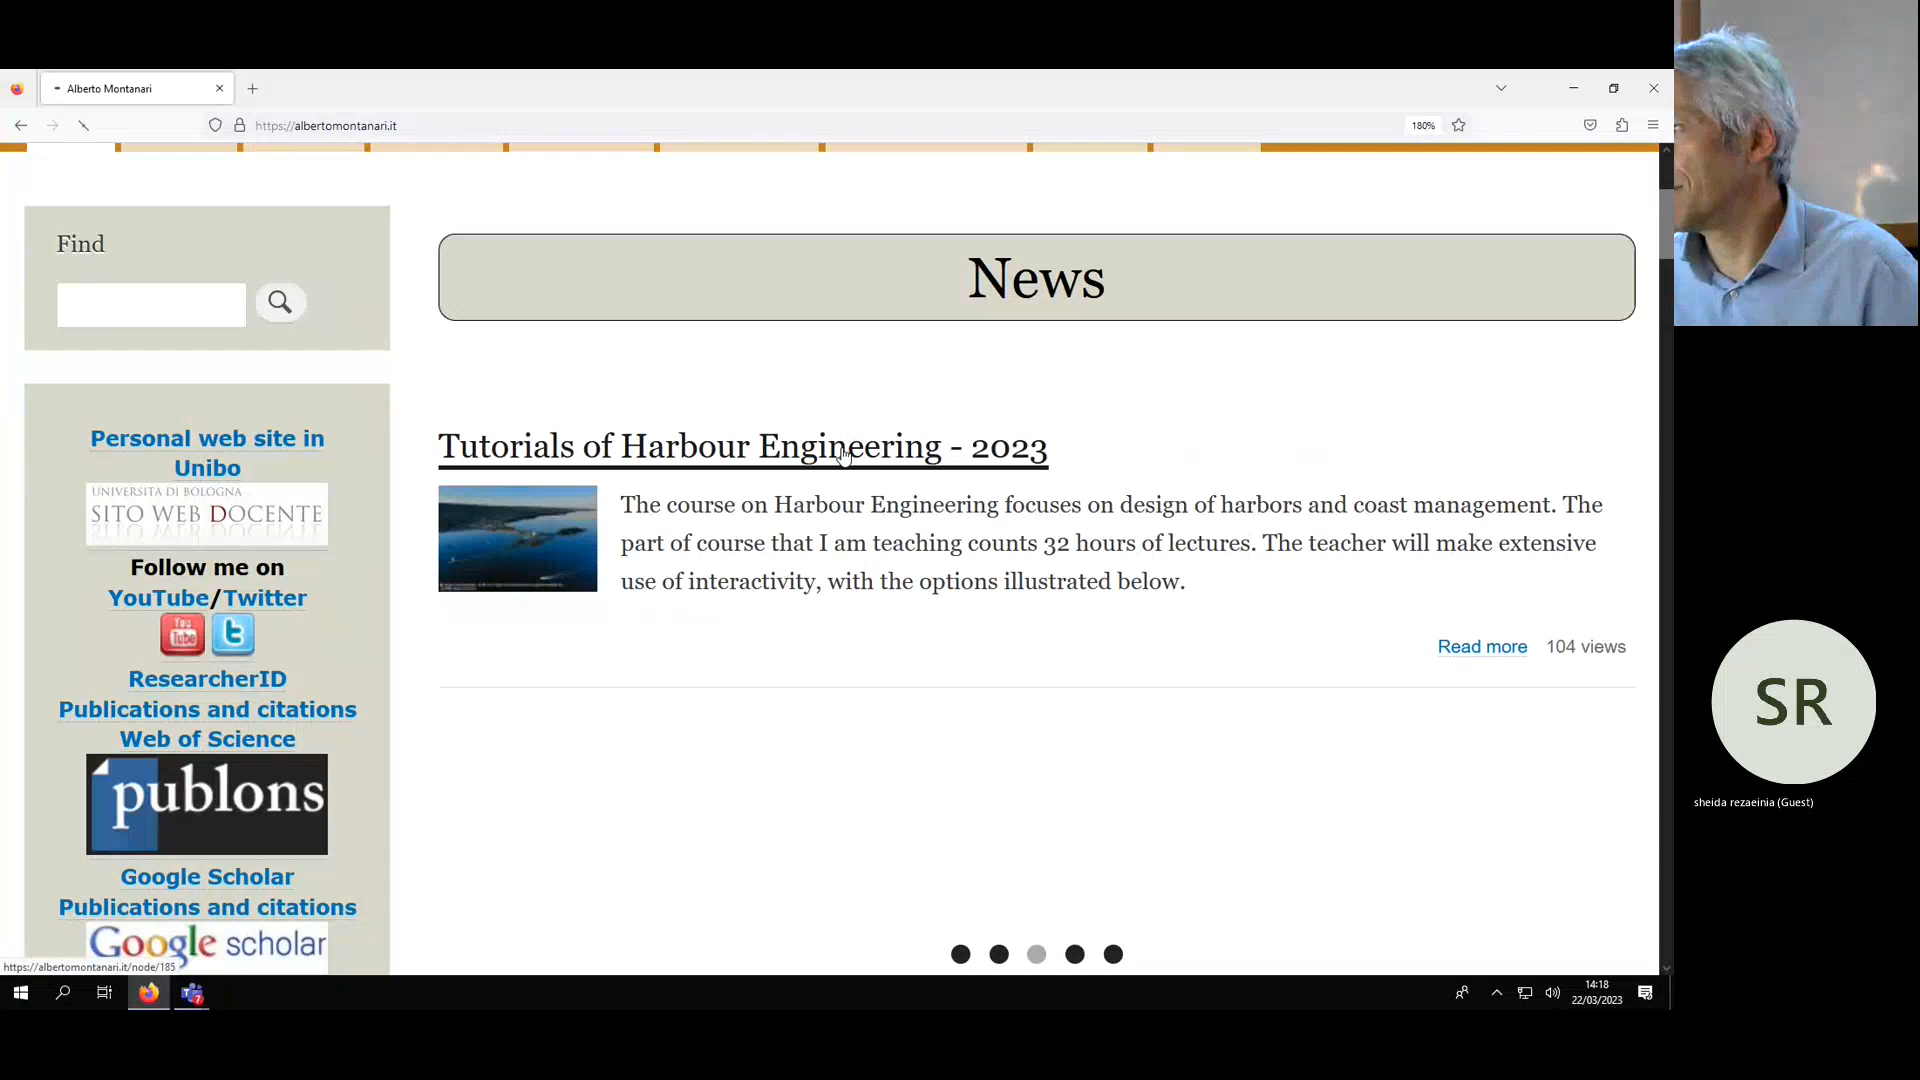 Alberto Montanari
https://albertomontanari.it
180%
Find
News
Tutorials of Harbour Engineering - 2023
The course on Harbour Engineering focuses on design of harbors and coast management. The
part of course that I am teaching counts 32 hours of lectures. The teacher will make extensive
use of interactivity, with the options illustrated below.
Read more 104 views
Personal web site in
Unibo
UNIVERSITÀ DI BOLOGNA
SITO WEB DOCENTE
Follow me on
YouTube/Twitter
You
Tube
t
ResearcherID
Publications and citations
Web of Science
publons
Google Scholar
Publications and citations
Google scholar
https://albertomontanari.it/node/185
SR
sheida rezaeinia (Guest)
T
7
14:18
22/03/2023